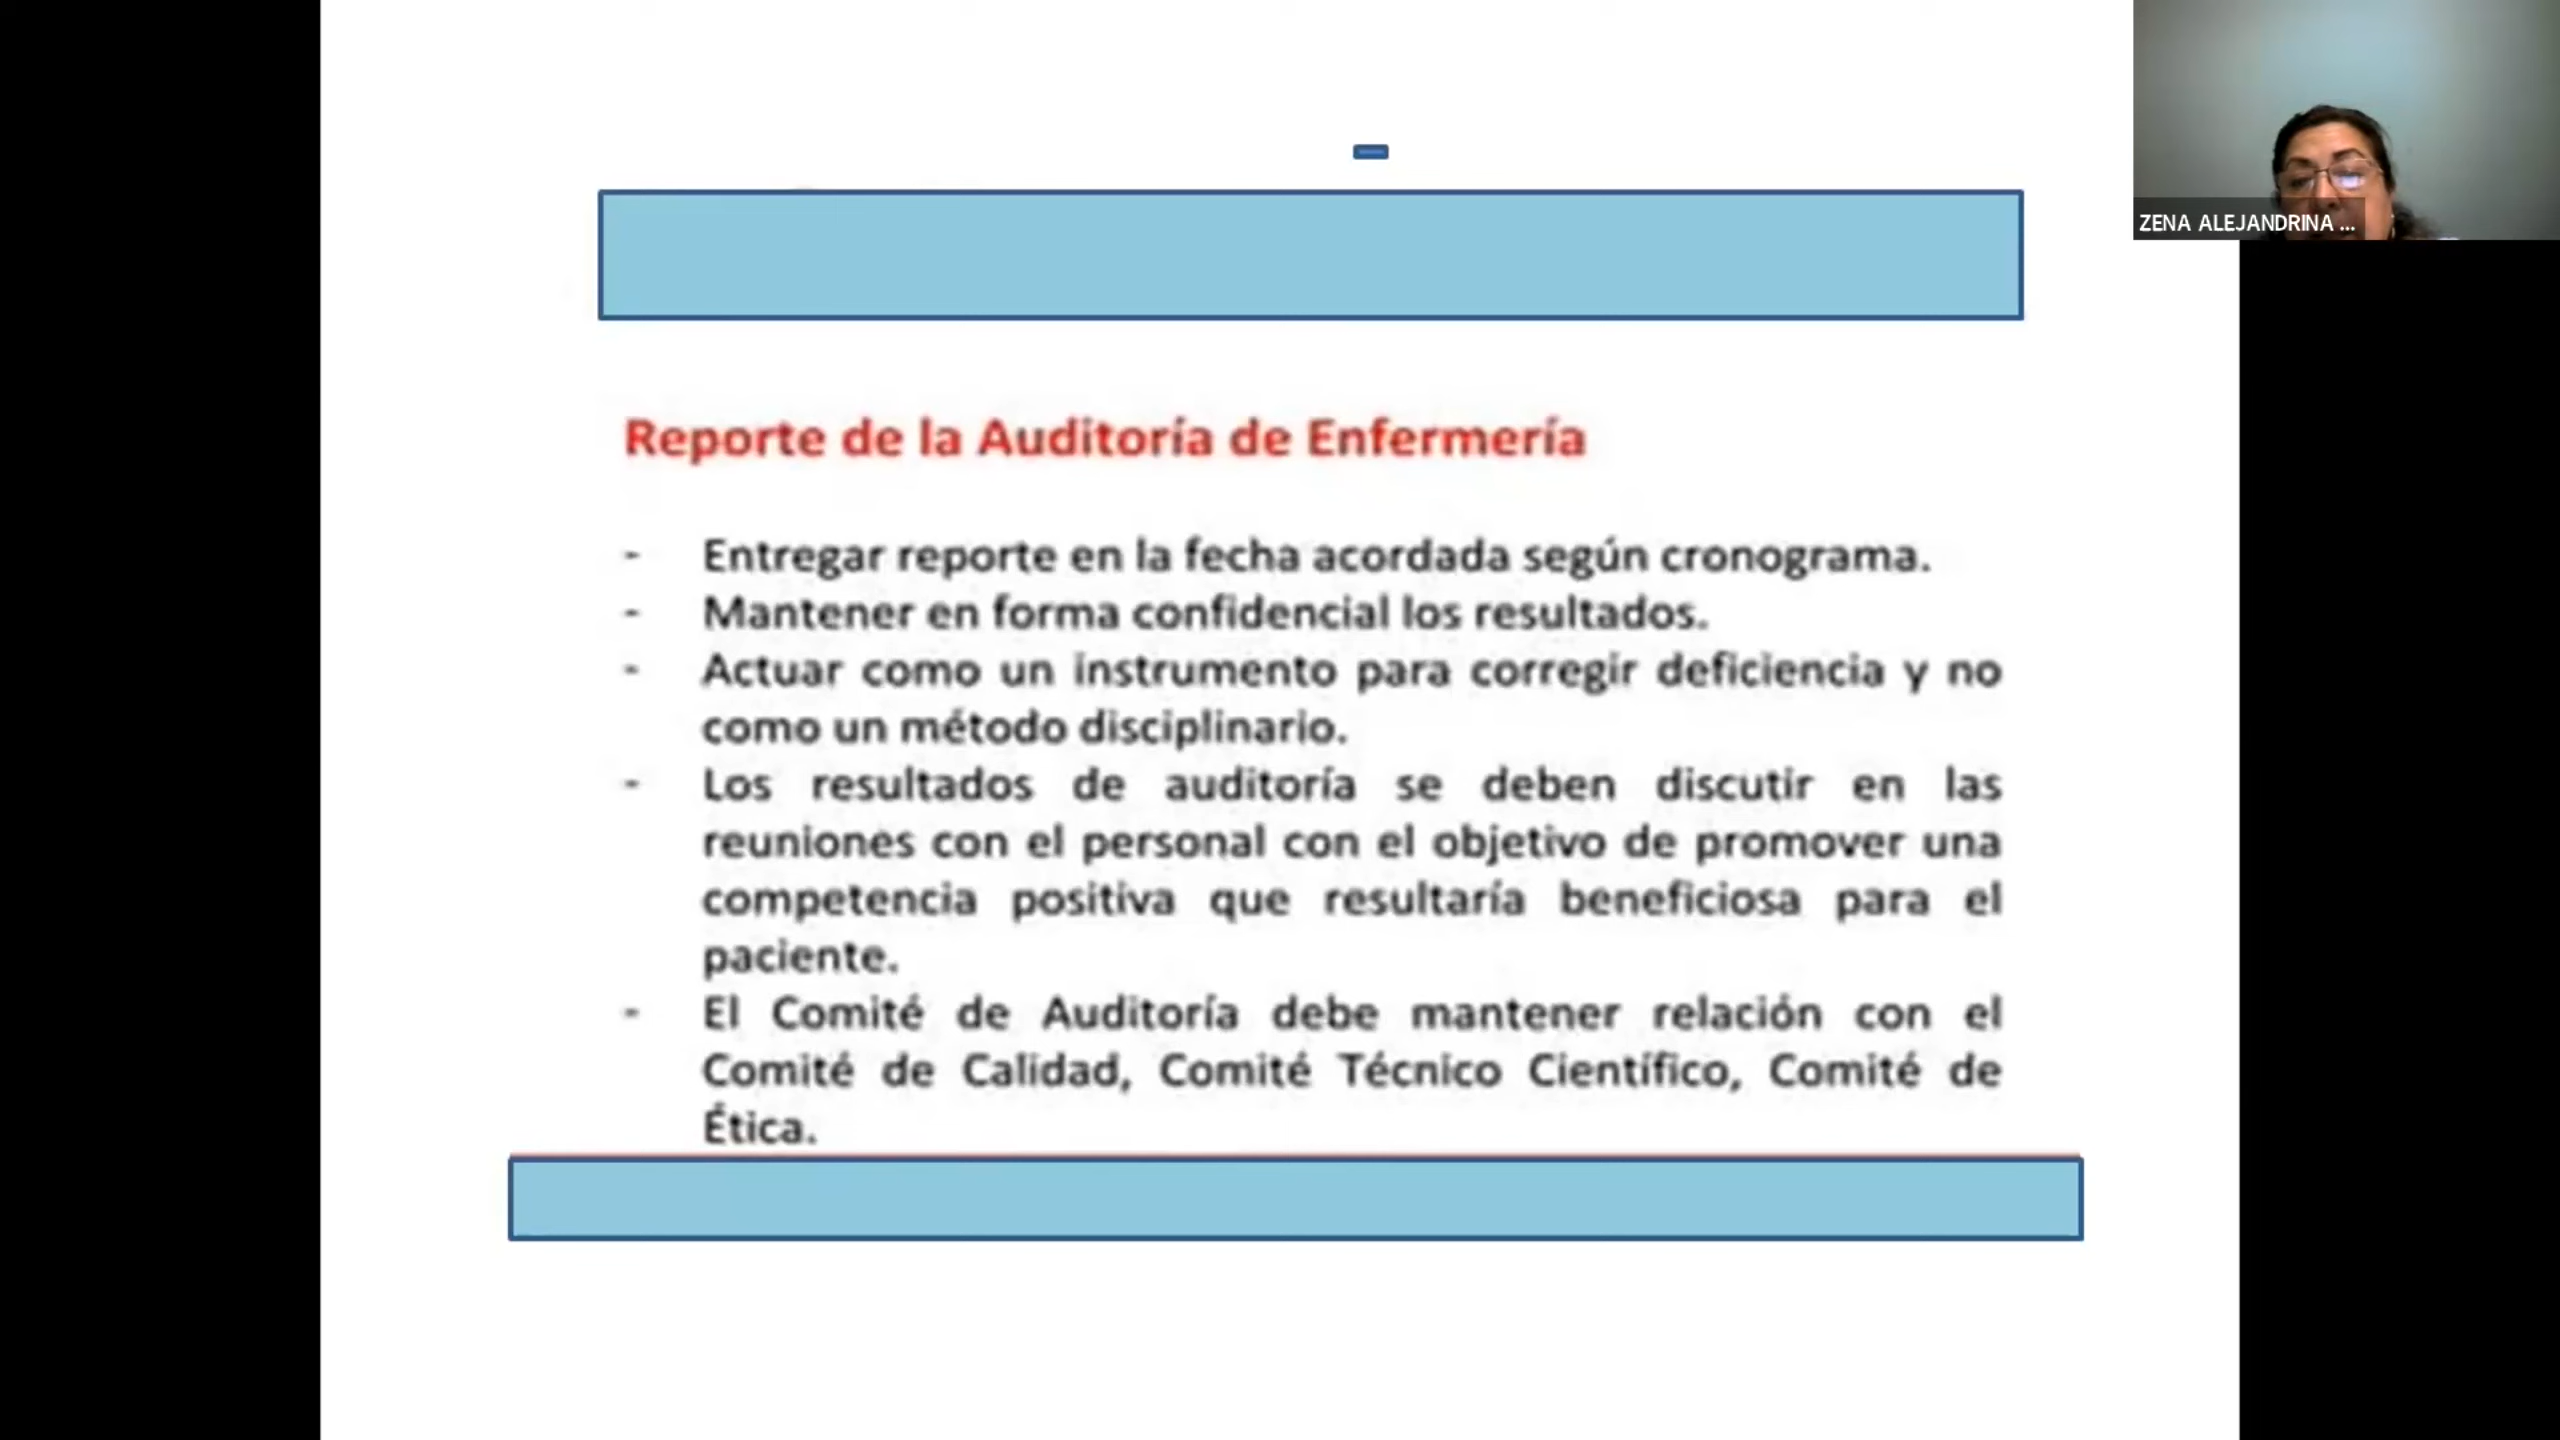 ZENA ALEJANDRINA ...
Reporte de la Auditoría de Enfermería
- Entregar reporte en la fecha acordada según cronograma.
- Mantener en forma confidencial los resultados.
- Actuar como un instrumento para corregir deficiencia y no
como un método disciplinario.
- Los resultados de auditoría se deben discutir en las
reuniones con el personal con el objetivo de promover una
competencia positiva que resultaría beneficiosa para el
paciente.
- El Comité de Auditoría debe mantener relación con el
Comité de Calidad, Comité Técnico Científico, Comité de
Ética.